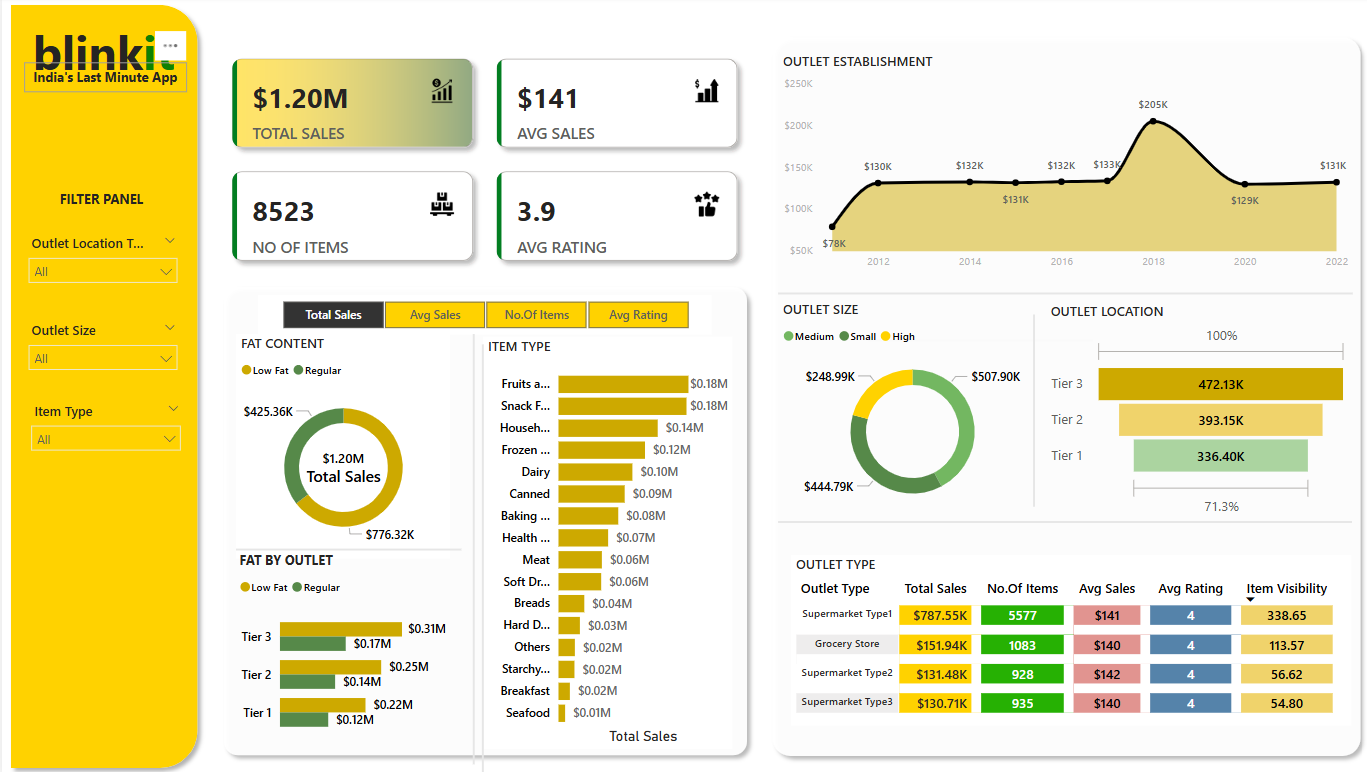 blinkit
India's Last Minute App
FILTER PANEL
Outlet Location T...
All
Outlet Size
All
Item Type
All
$1.20M
TOTAL SALES
$141
AVG SALES
8523
NO OF ITEMS
3.9
AVG RATING
Total Sales
Avg Sales
No.Of Items
Avg Rating
FAT CONTENT
Low Fat
Regular
$425.36K
$1.20M
Total Sales
$776.32K
FAT BY OUTLET
Low Fat
Regular
Tier 3
$0.31M
$0.17M
Tier 2
$0.25M
$0.14M
Tier 1
$0.22M
$0.12M
ITEM TYPE
Fruits a... $0.18M
Snack F... $0.18M
Househ... $0.14M
Frozen ... $0.12M
Dairy $0.10M
Canned $0.09M
Baking ... $0.08M
Health ... $0.07M
Meat $0.06M
Soft Dr... $0.06M
Breads $0.04M
Hard D... $0.03M
Others $0.02M
Starchy... $0.02M
Breakfast $0.02M
Seafood $0.01M
Total Sales
OUTLET ESTABLISHMENT
$250K
$200K
$150K
$100K
$50K
$78K
$130K
$132K
$131K
$132K
$133K
$205K
$129K
$131K
2012 2014 2016 2018 2020 2022
OUTLET SIZE
Medium Small High
$248.99K
$507.90K
$444.79K
OUTLET LOCATION
100%
Tier 3 472.13K
Tier 2 393.15K
Tier 1 336.40K
71.3%
OUTLET TYPE
Outlet Type Total Sales No.Of Items Avg Sales Avg Rating Item Visibility
Supermarket Type1 $787.55K 5577 $141 4 338.65
Grocery Store $151.94K 1083 $140 4 113.57
Supermarket Type2 $131.48K 928 $142 4 56.62
Supermarket Type3 $130.71K 935 $140 4 54.80